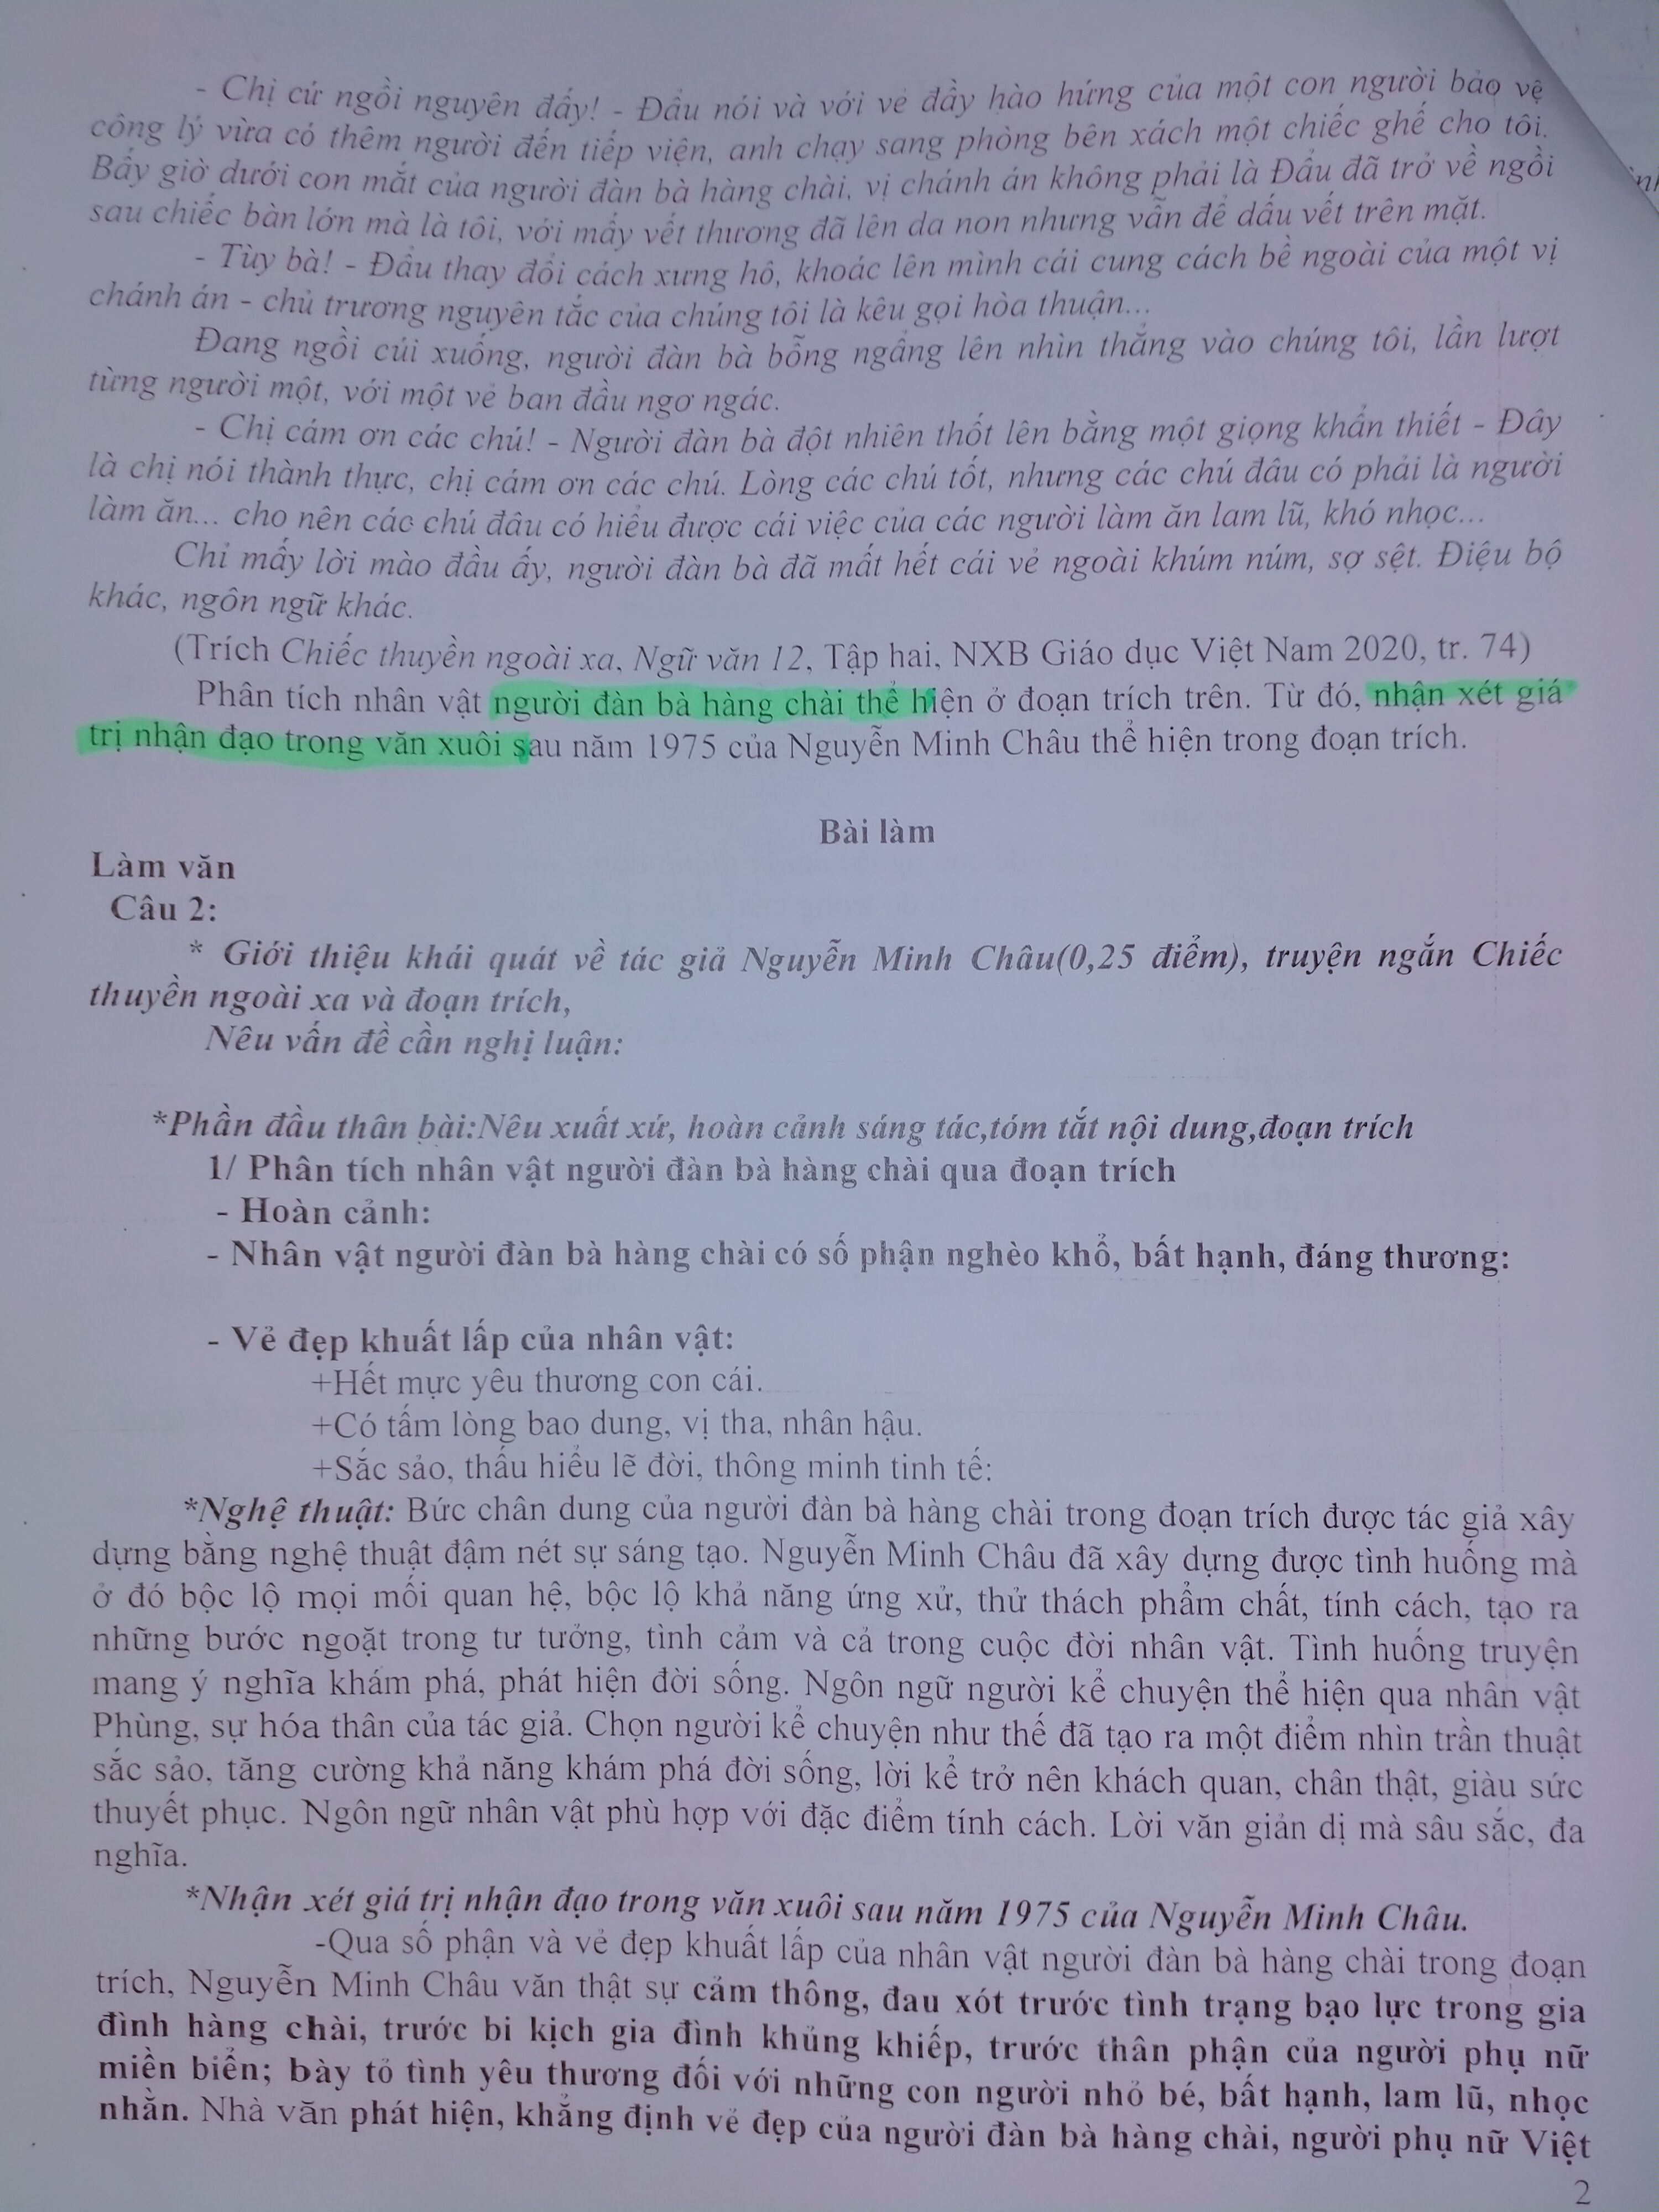 - Chị cứ ngồi nguyên đấy! - Đẩu nói và với vẻ đầy hào hứng của một con người bảo vệ
công lý vừa có thêm người đến tiếp viện, anh chạy sang phòng bên xách một chiếc ghế cho tôi.
Bấy giờ dưới con mắt của người đàn bà hàng chài, vị chánh án không phải là Đẩu đã trở về ngồi
sau chiếc bàn lớn mà là tôi, với mấy vết thương đã lên da non nhưng vẫn để dấu vết trên mặt.
- Tùy bà! - Đẩu thay đổi cách xưng hô, khoác lên mình cái cung cách bề ngoài của một vị
chánh án - chủ trương nguyên tắc của chúng tôi là kêu gọi hòa thuận...
Đang ngồi cúi xuống, người đàn bà bỗng ngẩng lên nhìn thẳng vào chúng tôi, lần lượt
từng người một, với một vẻ ban đầu ngơ ngác.
- Chị cám ơn các chú! - Người đàn bà đột nhiên thốt lên bằng một giọng khẩn thiết - Đây
là chị nói thành thực, chị cám ơn các chú. Lòng các chú tốt, nhưng các chú đâu có phải là người
làm ăn... cho nên các chú đâu có hiểu được cái việc của các người làm ăn lam lũ, khó nhọc...
Chỉ mấy lời mào đầu ấy, người đàn bà đã mất hết cái vẻ ngoài khúm núm, sợ sệt. Điệu bộ
khác, ngôn ngữ khác.
(Trích Chiếc thuyền ngoài xa, Ngữ văn 12, Tập hai, NXB Giáo dục Việt Nam 2020, tr. 74)
Phân tích nhân vật người đàn bà hàng chài thể hiện ở đoạn trích trên. Từ đó, nhận xét giá
trị nhận đạo trong văn xuôi sau năm 1975 của Nguyễn Minh Châu thể hiện trong đoạn trích.
Bài làm
Làm văn
Câu 2:
* Giới thiệu khái quát về tác giả Nguyễn Minh Châu(0,25 điểm), truyện ngắn Chiếc
thuyền ngoài xa và đoạn trích,
Nêu vấn đề cần nghị luận:
*Phần đầu thân bài:Nêu xuất xứ, hoàn cảnh sáng tác,tóm tắt nội dung,đoạn trích
1/ Phân tích nhân vật người đàn bà hàng chài qua đoạn trích
- Hoàn cảnh:
- Nhân vật người đàn bà hàng chài có số phận nghèo khổ, bất hạnh, đáng thương:
- Vẻ đẹp khuất lấp của nhân vật:
+Hết mực yêu thương con cái.
+Có tấm lòng bao dung, vị tha, nhân hậu.
+Sắc sảo, thấu hiểu lẽ đời, thông minh tinh tế:
*Nghệ thuật: Bức chân dung của người đàn bà hàng chài trong đoạn trích được tác giả xây
dựng bằng nghệ thuật đậm nét sự sáng tạo. Nguyễn Minh Châu đã xây dựng được tình huống mà
ở đó bộc lộ mọi mối quan hệ, bộc lộ khả năng ứng xử, thử thách phẩm chất, tính cách, tạo ra
những bước ngoặt trong tư tưởng, tình cảm và cả trong cuộc đời nhân vật. Tình huống truyện
mang ý nghĩa khám phá, phát hiện đời sống. Ngôn ngữ người kể chuyện thể hiện qua nhân vật
Phùng, sự hóa thân của tác giả. Chọn người kể chuyện như thế đã tạo ra một điểm nhìn trần thuật
sắc sảo, tăng cường khả năng khám phá đời sống, lời kể trở nên khách quan, chân thật, giàu sức
thuyết phục. Ngôn ngữ nhân vật phù hợp với đặc điểm tính cách. Lời văn giản dị mà sâu sắc, đa
nghĩa.
*Nhận xét giá trị nhận đạo trong văn xuôi sau năm 1975 của Nguyễn Minh Châu.
-Qua số phận và vẻ đẹp khuất lấp của nhân vật người đàn bà hàng chài trong đoạn
trích, Nguyễn Minh Châu văn thật sự cảm thông, đau xót trước tình trạng bạo lực trong gia
đình hàng chài, trước bi kịch gia đình khủng khiếp, trước thân phận của người phụ nữ
miền biển; bày tỏ tình yêu thương đối với những con người nhỏ bé, bất hạnh, lam lũ, nhọc
nhằn. Nhà văn phát hiện, khẳng định vẻ đẹp của người đàn bà hàng chài, người phụ nữ Việt
2